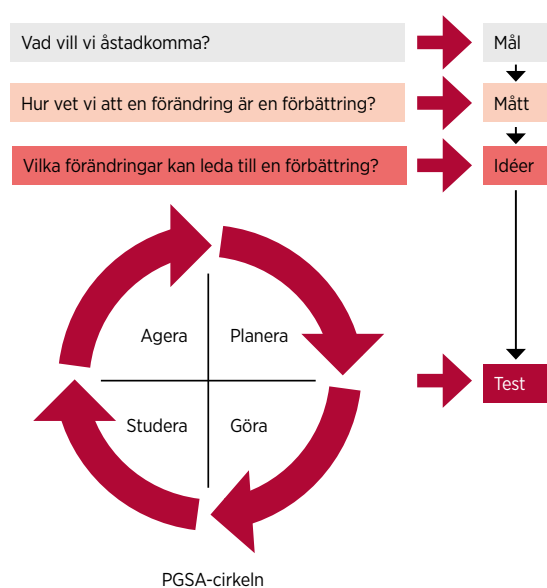 Vad vill vi åstadkomma?
Mål
Hur vet vi att en förändring är en förbättring?
Mått
Vilka förändringar kan leda till en förbättring?
Idéer
Agera
Planera
Test
Studera
Göra
PGSA-cirkeln